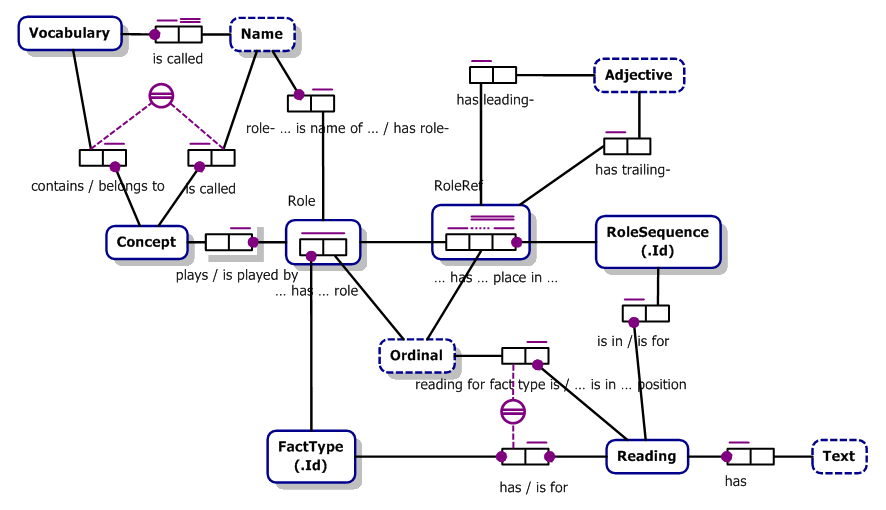 Vocabulary
Name
is called
Adjective
has leading-
role- ... is name of ... / has role-
has trailing-
contains / belongs to
is called
Role
RoleRef
Concept
RoleSequence
(.Id)
plays / is played by
... has ... role
... has ... place in ...
is in / is for
Ordinal
reading for fact type is / ... is in ... position
FactType
(.Id)
Reading
Text
has / is for
has